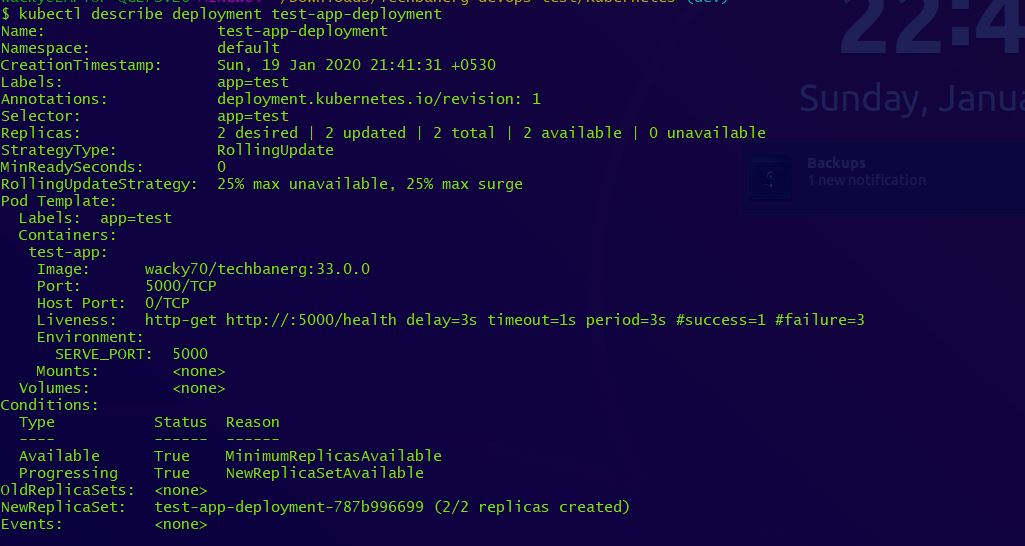 $ kubectl describe deployment test-app-deployment
Name: test-app-deployment
Namespace: default
CreationTimestamp: Sun, 19 Jan 2020 21:41:31 +0530
Labels: app=test
Annotations: deployment.kubernetes.io/revision: 1
Selector: app=test
Replicas: 2 desired | 2 updated | 2 total | 2 available | 0 unavailable
StrategyType: RollingUpdate
MinReadySeconds: 0
RollingUpdateStrategy: 25% max unavailable, 25% max surge
Pod Template:
Labels: app=test
Containers:
test-app:
Image: wacky70/techbanerg:33.0.0
Port: 5000/TCP
Host Port: 0/TCP
Liveness: http-get http://:5000/health delay=3s timeout=1s period=3s #success=1 #failure=3
Environment:
SERVE_PORT: 5000
Mounts: <none>
Volumes: <none>
Conditions:
Type Status Reason
---- ------ ------
Available True MinimumReplicasAvailable
Progressing True NewReplicaSetAvailable
OldReplicaSets: <none>
NewReplicaSet: test-app-deployment-787b996699 (2/2 replicas created)
Events: <none>
22:4
Sunday, Janua
Backups
1 new notification